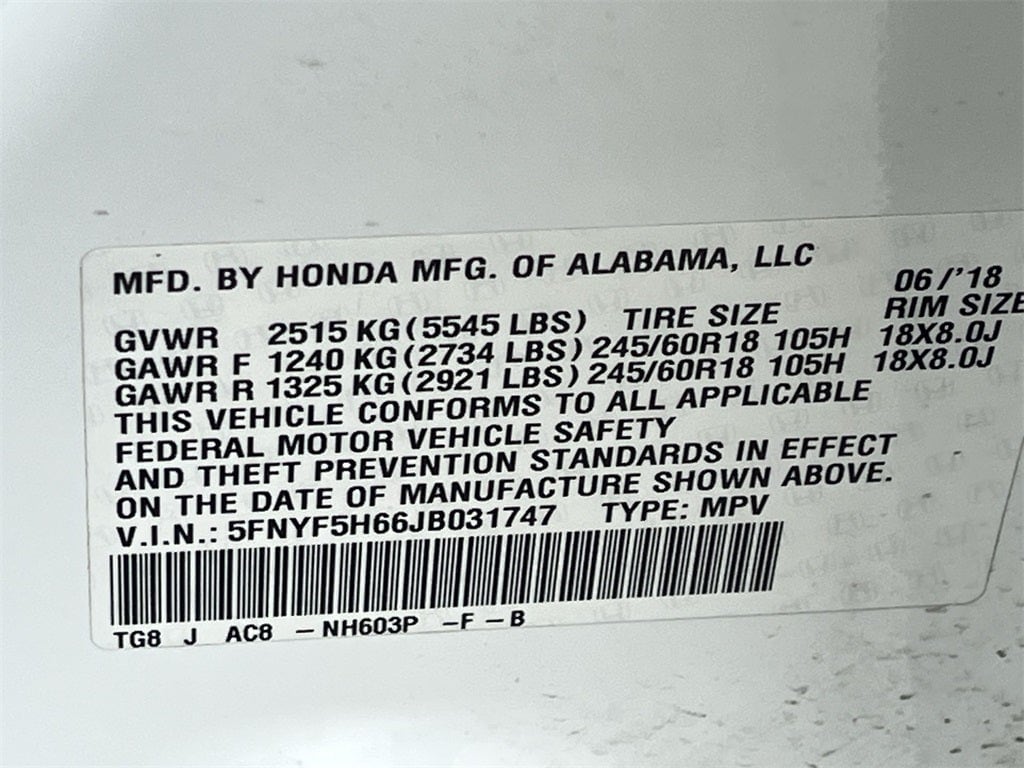 MFD. BY HONDA MFG. OF ALABAMA, LLC 06/'18
GVWR 2515 KG (5545 LBS) TIRE SIZE RIM SIZE
GAWR F 1240 KG (2734 LBS) 245/60R18 105H 18X8.0J
GAWR R 1325 KG (2921 LBS) 245/60R18 105H 18X8.0J
THIS VEHICLE CONFORMS TO ALL APPLICABLE
FEDERAL MOTOR VEHICLE SAFETY
AND THEFT PREVENTION STANDARDS IN EFFECT
ON THE DATE OF MANUFACTURE SHOWN ABOVE.
V.I.N.: 5FNYF5H66JB031747 TYPE: MPV
TG8 J AC8 – NH603P –F – B